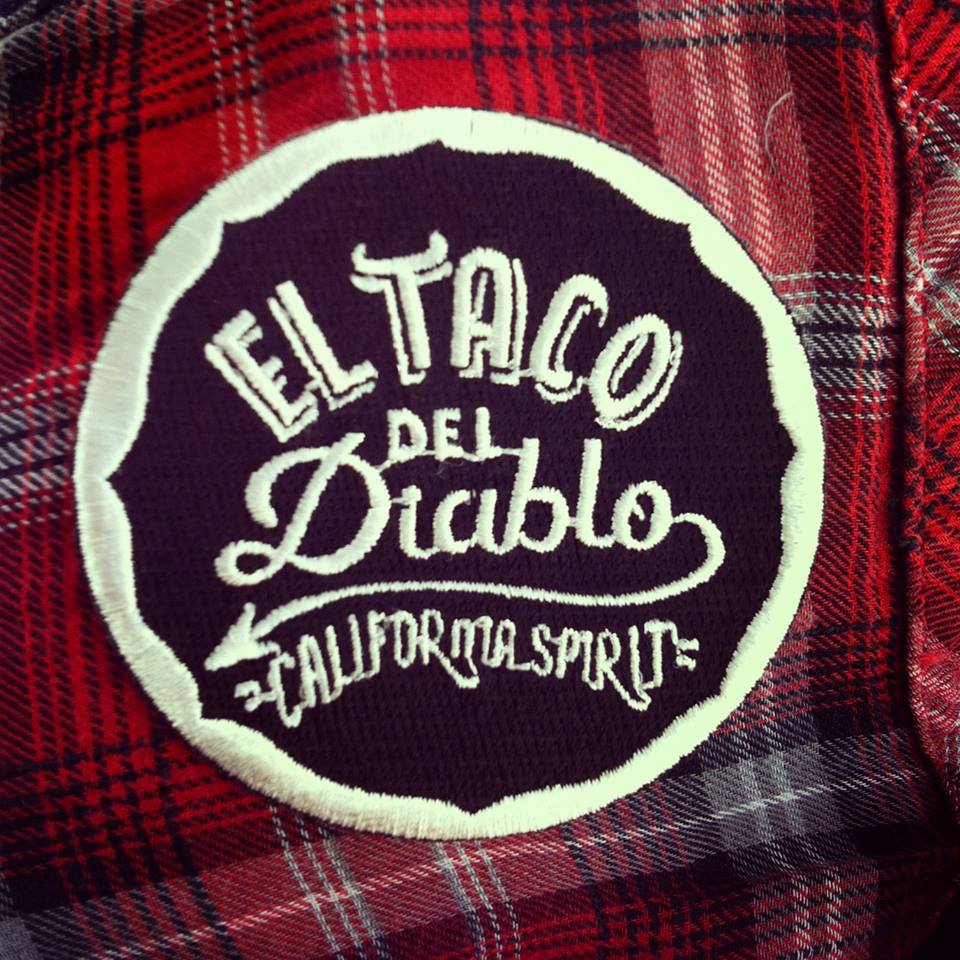 EL TACO
DEL
Diablo
CALIFORNIA SPIRIT